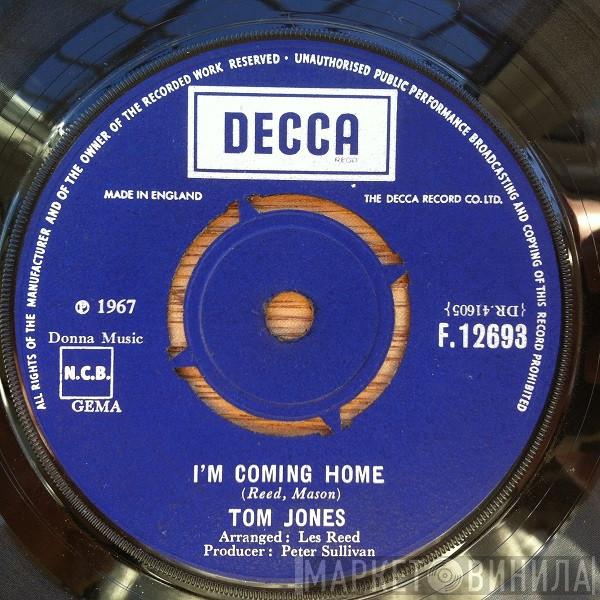 ALL RIGHTS OF THE MANUFACTURER AND OF THE OWNER OF THE RECORDED WORK RESERVED · UNAUTHORISED PUBLIC PERFORMANCE BROADCASTING AND COPYING OF THIS RECORD PROHIBITED
DECCA
REGD
MADE IN ENGLAND
THE DECCA RECORD CO. LTD.
℗ 1967
{DR.41605}
Donna Music
F.12693
N.C.B.
GEMA
I'M COMING HOME
(Reed, Mason)
TOM JONES
Arranged : Les Reed
Producer : Peter Sullivan
МАРКЕТ ВИНИЛА